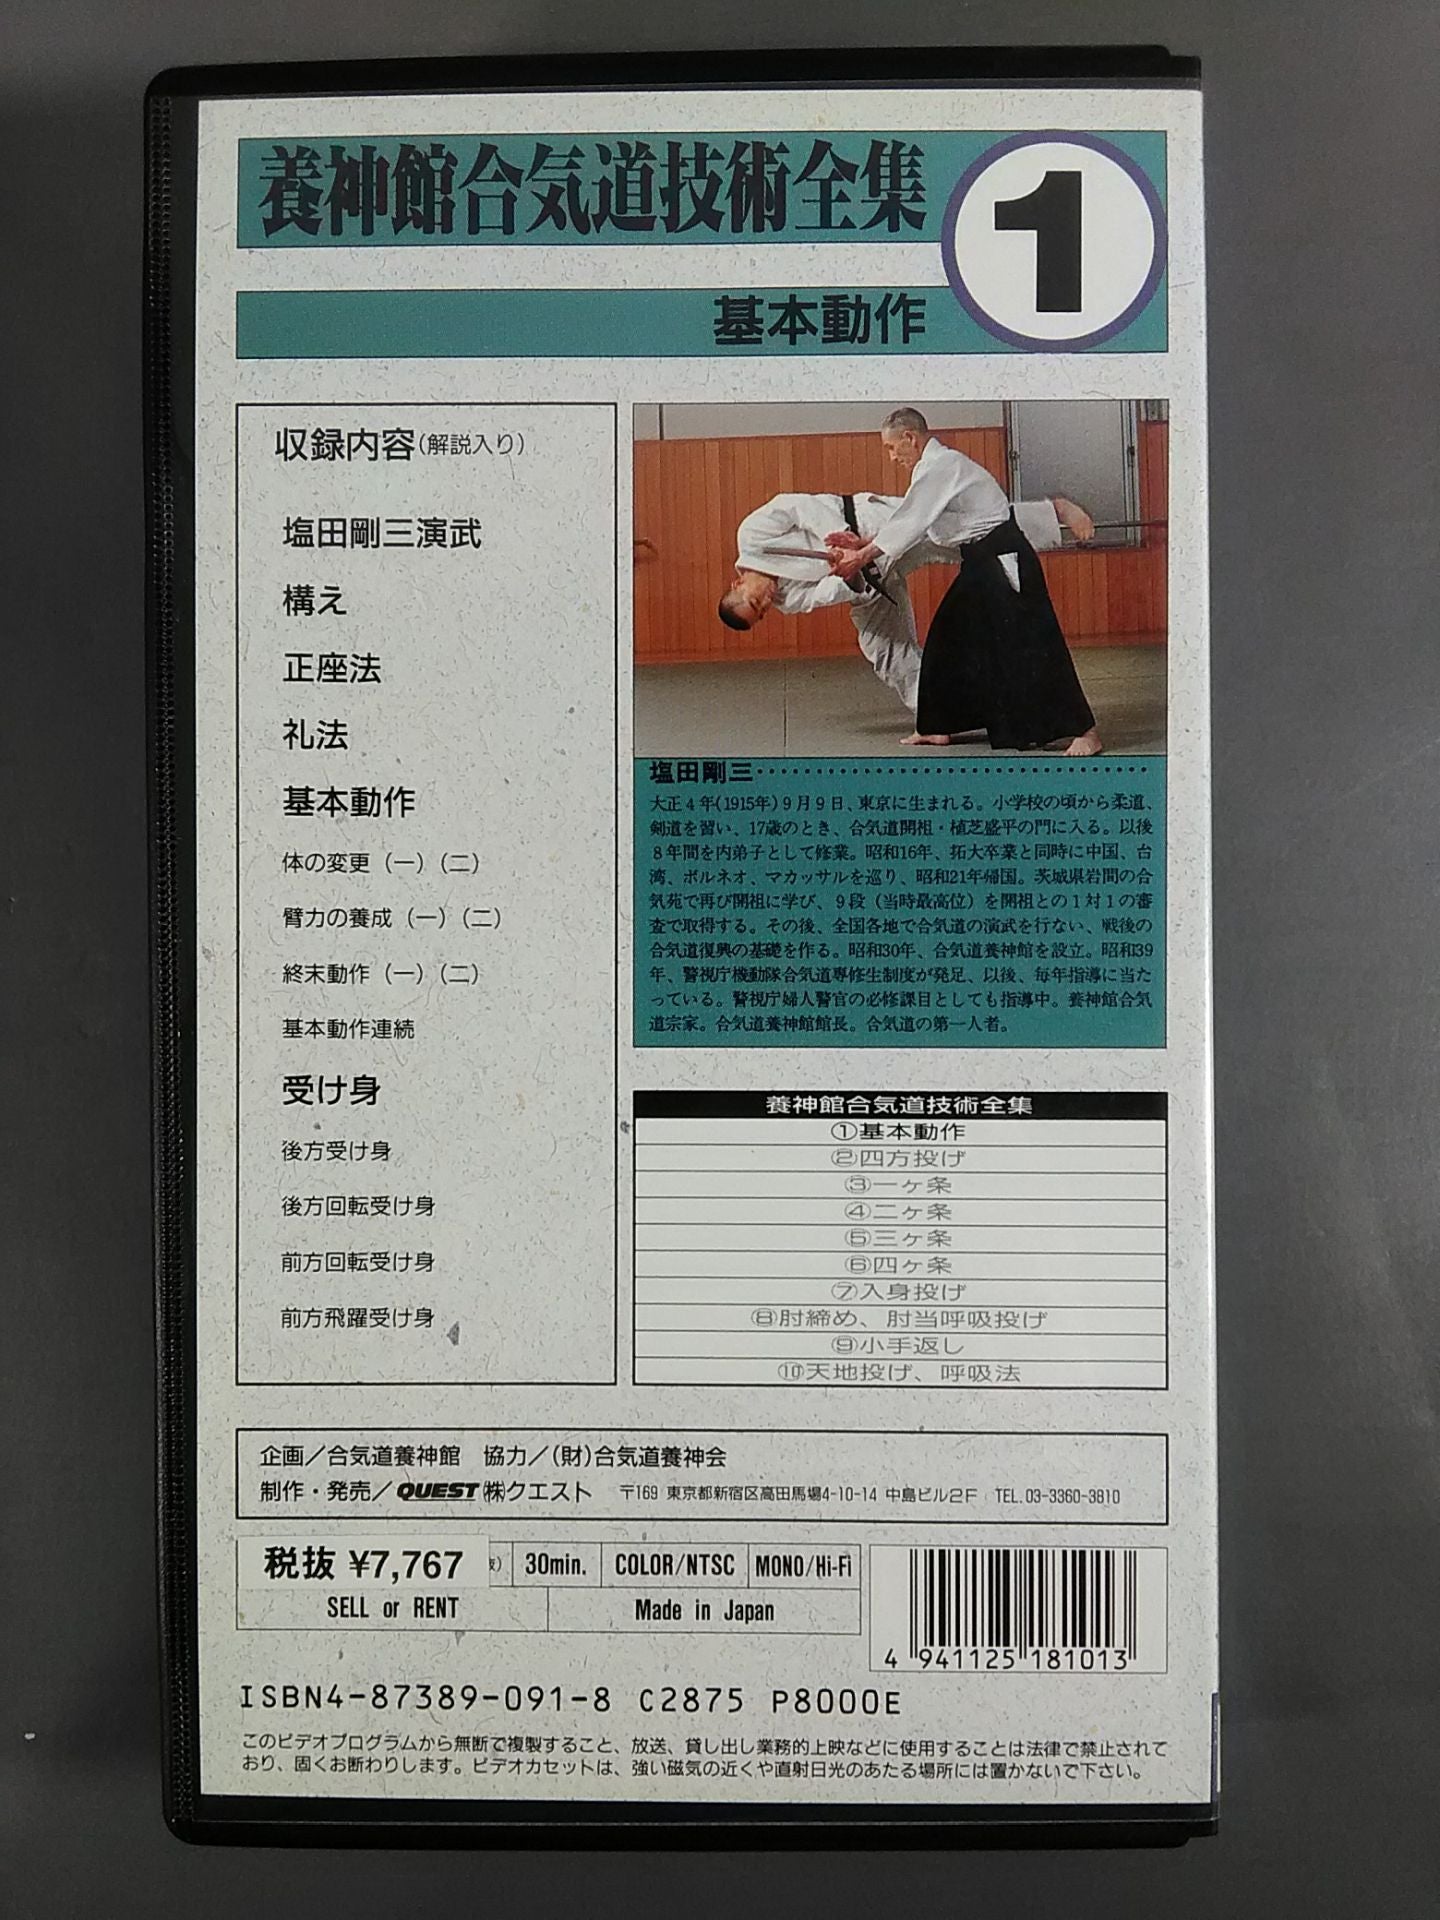 養神館合気道技術全集
1
基本動作
収録内容(解説入り)
塩田剛三演武
構え
正座法
礼法
基本動作
体の変更(一)(二)
臂力の養成(一)(二)
終末動作(一)(二)
基本動作連続
受け身
後方受け身
後方回転受け身
前方回転受け身
前方飛躍受け身
塩田剛三
大正4年(1915年)9月9日、東京に生まれる。小学校の頃から柔道、
剣道を習い、17歳のとき、合気道開祖・植芝盛平の門に入る。以後
8年間を内弟子として修業。昭和16年、拓大卒業と同時に中国、台
湾、ボルネオ、マカッサルを巡り、昭和21年帰国。茨城県岩間の合
気苑で再び開祖に学び、9段(当時最高位)を開祖との1対1の審
査で取得する。その後、全国各地で合気道の演武を行ない、戦後の
合気道復興の基礎を作る。昭和30年、合気道養神館を設立。昭和39
年、警視庁機動隊合気道専修生制度が発足、以後、毎年指導に当た
っている。警視庁婦人警官の必修課目としても指導中。養神館合気
道宗家。合気道養神館館長。合気道の第一人者。
養神館合気道技術全集
①基本動作
②四方投げ
③一ヶ条
④二ヶ条
⑤三ヶ条
⑥四ヶ条
⑦入身投げ
⑧肘締め、肘当呼吸投げ
⑨小手返し
⑩天地投げ、呼吸法
企画/合気道養神館 協力/(財)合気道養神会
制作・発売/QUEST㈱クエスト 〒169 東京都新宿区高田馬場4-10-14 中島ビル2F TEL.03-3360-3810
税抜 ¥7,767 抜) 30min. COLOR/NTSC MONO/Hi-Fi
SELL or RENT Made in Japan
4 941125 181013
ISBN4-87389-091-8 C2875 P8000E
このビデオプログラムから無断で複製すること、放送、貸し出し業務的上映などに使用することは法律で禁止されて
おり、固くお断わりします。ビデオカセットは、強い磁気の近くや直射日光のあたる場所には置かないで下さい。